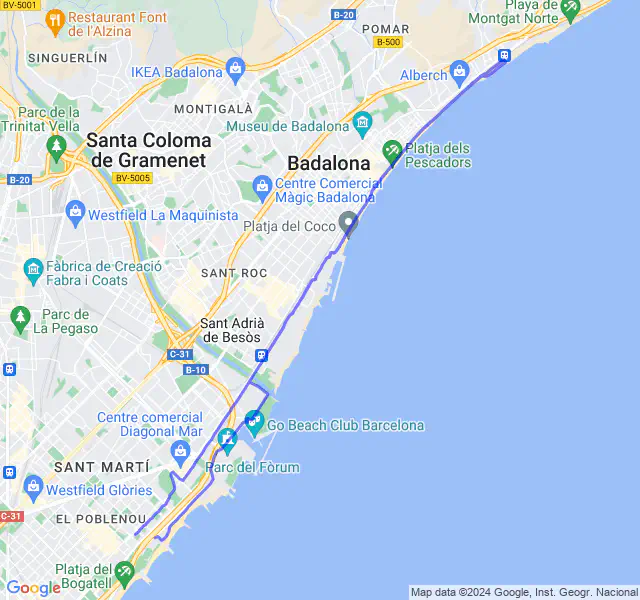 BV-5001
Restaurant Font
de l'Alzina
B-20
POMAR
Playa de
Montgat Norte
B-500
SINGUERLÍN
IKEA Badalona
Alberch
MONTIGALÀ
Parc de la
Trinitat Vella
Museu de Badalona
Santa Coloma
de Gramenet
Badalona
Platja dels
Pescadors
B-20
BV-5005
Centre Comercial
Màgic Badalona
Westfield La Maquinista
Platja del Coco
Fàbrica de Creació
Fabra i Coats
SANT ROC
Parc de
La Pegaso
Sant Adrià
de Besòs
C-31
B-10
Centre comercial
Diagonal Mar
Go Beach Club Barcelona
SANT MARTÍ
Parc del Fòrum
Westfield Glòries
C-31
EL POBLENOU
Platja del
Bogatell
Google
Map data ©2024 Google, Inst. Geogr. Nacional